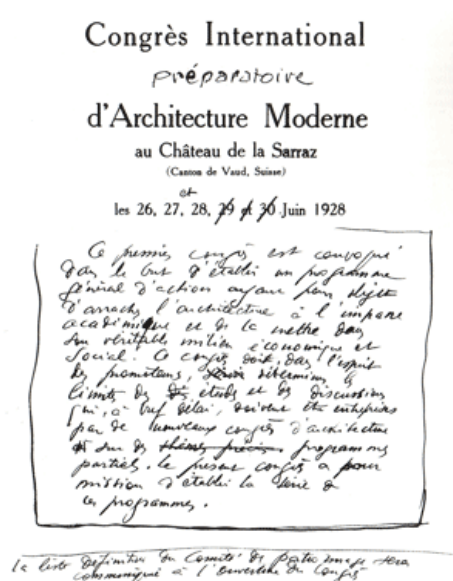 Congrès International
préparatoire
d'Architecture Moderne
au Château de la Sarraz
(Canton de Vaud, Suisse)
et
les 26, 27, 28, 29 et 30 Juin 1928
Ce premier congrès est convoqué
dans le but d'établir un programme
général d'action ayant pour objet
d'arracher l'architecture à l'impasse
académique et de la mettre dans
son véritable milieu économique et
social. Ce congrès doit, dans l'esprit
des promoteurs, déterminer les
limites des études et des discussions
qui, à bref délai, doivent être entreprises
par de nouveaux congrès d'architecture
sur des thèmes précis programmes
partiels. Le présent congrès a pour
mission d'établir la série de
ces programmes.
la liste définitive du Comité de patronnage sera
communiquée à l'ouverture du Congrès